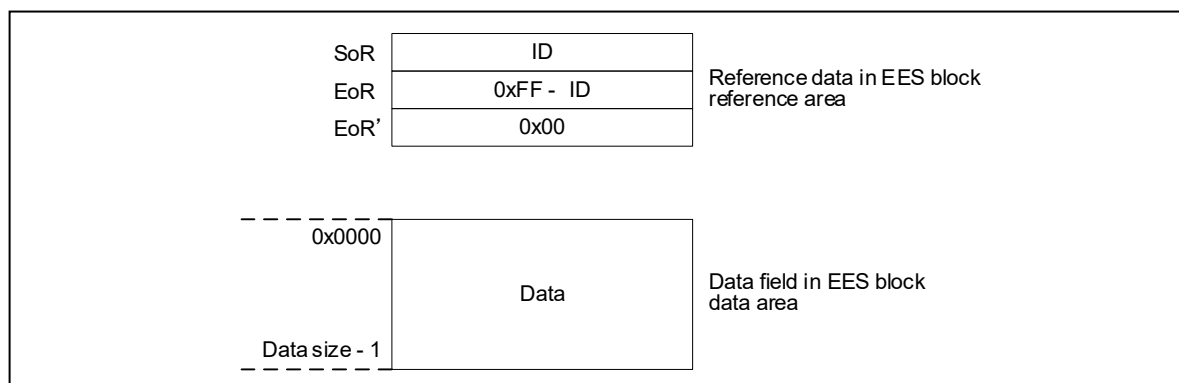 SoR ID
EoR 0xFF - ID
EoR’ 0x00
Reference data in EES block
reference area
0x0000
Data
Data size - 1
Data field in EES block
data area